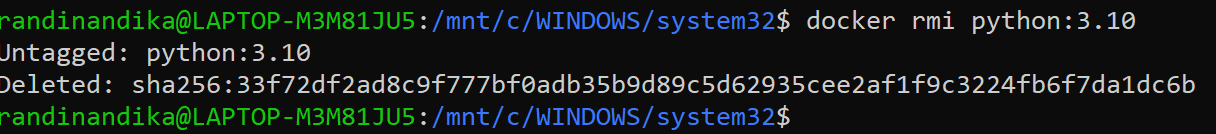 randinandika@LAPTOP-M3M81JU5:/mnt/c/WINDOWS/system32$ docker rmi python:3.10
Untagged: python:3.10
Deleted: sha256:33f72df2ad8c9f777bf0adb35b9d89c5d62935cee2af1f9c3224fb6f7da1dc6b
randinandika@LAPTOP-M3M81JU5:/mnt/c/WINDOWS/system32$